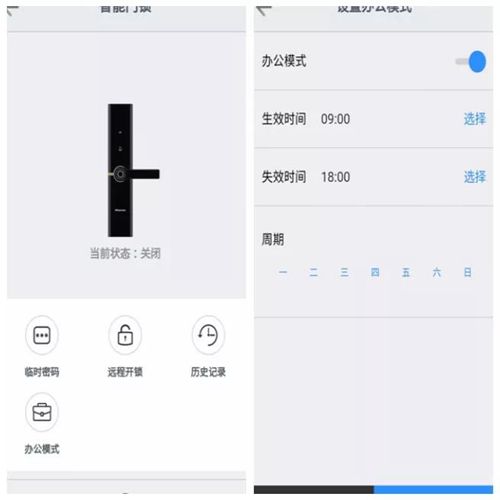 智能门锁
当前状态：关闭
临时密码
远程开锁
历史记录
办公模式
设置办公模式
办公模式
生效时间 09:00 选择
失效时间 18:00 选择
周期
一 二 三 四 五 六 日